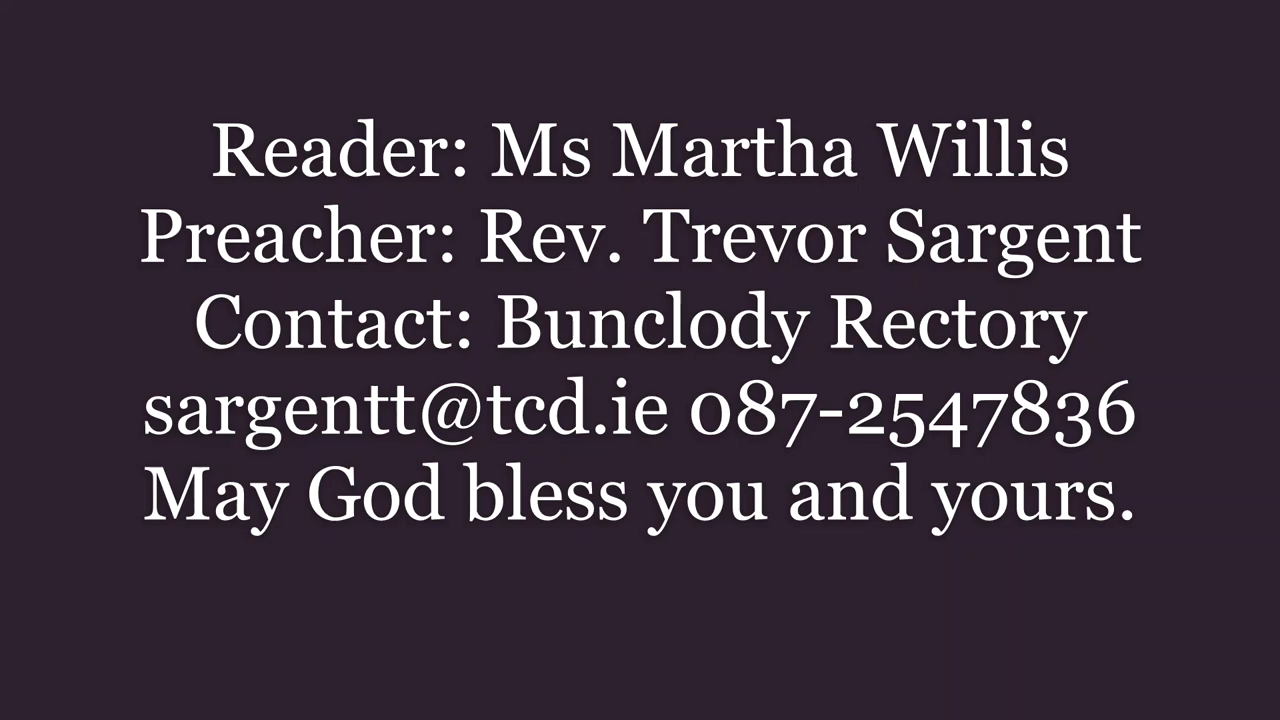 Reader: Ms Martha Willis
Preacher: Rev. Trevor Sargent
Contact: Bunclody Rectory
sargentt@tcd.ie 087-2547836
May God bless you and yours.